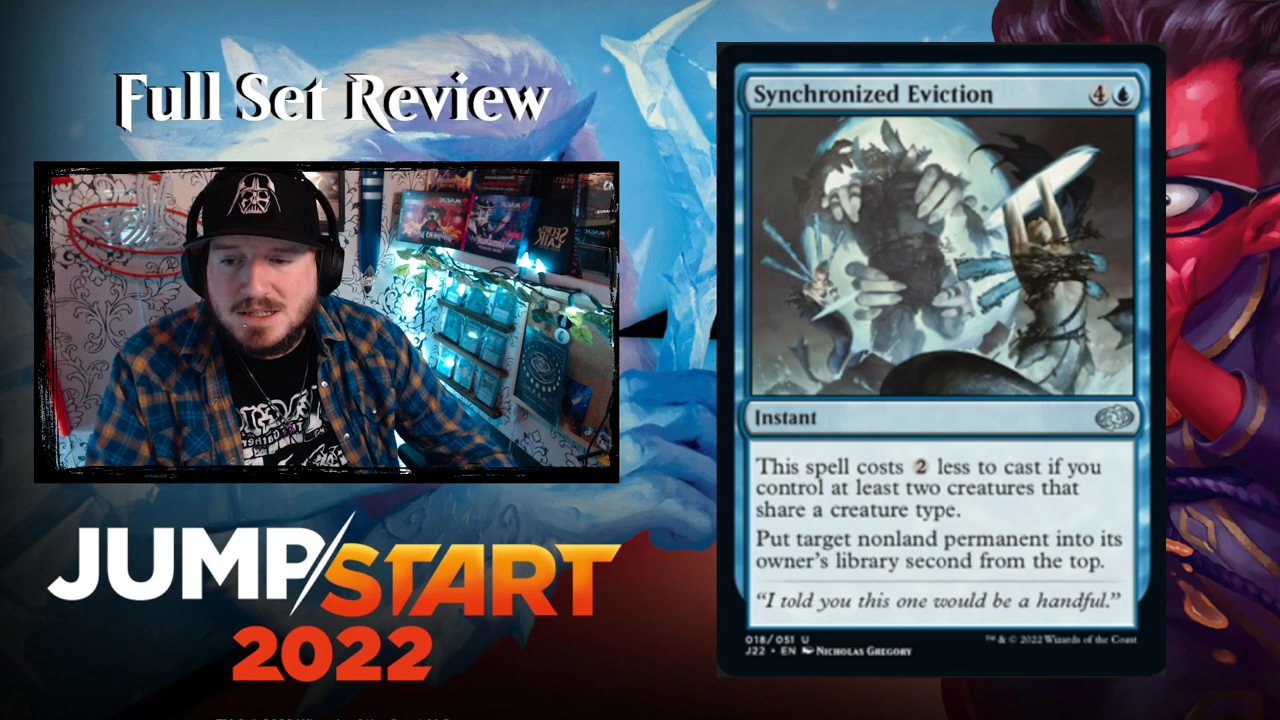 Full Set Review
JUMP/START
2022
Synchronized Eviction 4
Instant
This spell costs 2 less to cast if you
control at least two creatures that
share a creature type.
Put target nonland permanent into its
owner's library second from the top.
"I told you this one would be a handful."
018/051 U
J22 • EN NICHOLAS GREGORY
™ & © 2022 Wizards of the Coast
MAGIC
MAGIC